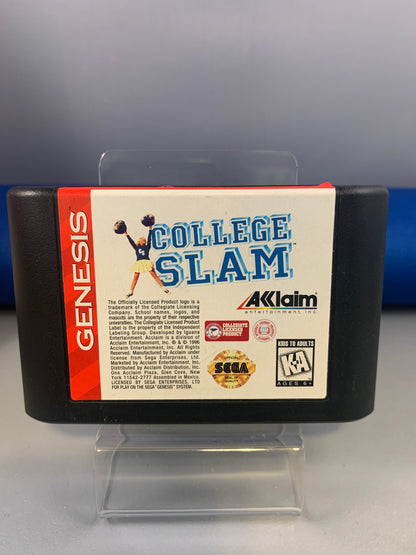 GENESIS
COLLEGE
SLAM™
AKKlaim
entertainment, inc.
The Officially Licensed Product logo is a
trademark of the Collegiate Licensing
Company. School names, logos, and
mascots are the property of their respective
universities. The Collegiate Licensed Product
Label is the property of the Independent
Labeling Group. Developed by Iguana
Entertainment. Acclaim is a division of
Acclaim Entertainment, Inc. ® & © 1996
Acclaim Entertainment, Inc. All Rights
Reserved. Manufactured by Acclaim under
license from Sega Enterprises, Ltd.
Marketed by Acclaim Entertainment, Inc.
Distributed by Acclaim Distribution, Inc.
One Acclaim Plaza, Glen Cove, New
York 11542-2777 Assembled in Mexico.
LICENSED BY SEGA ENTERPRISES, LTD
FOR PLAY ON THE SEGA™ GENESIS™ SYSTEM.
COLLEGIATE
LICENSED
PRODUCT
SEGA
KIDS TO ADULTS
K-A
AGES 6+